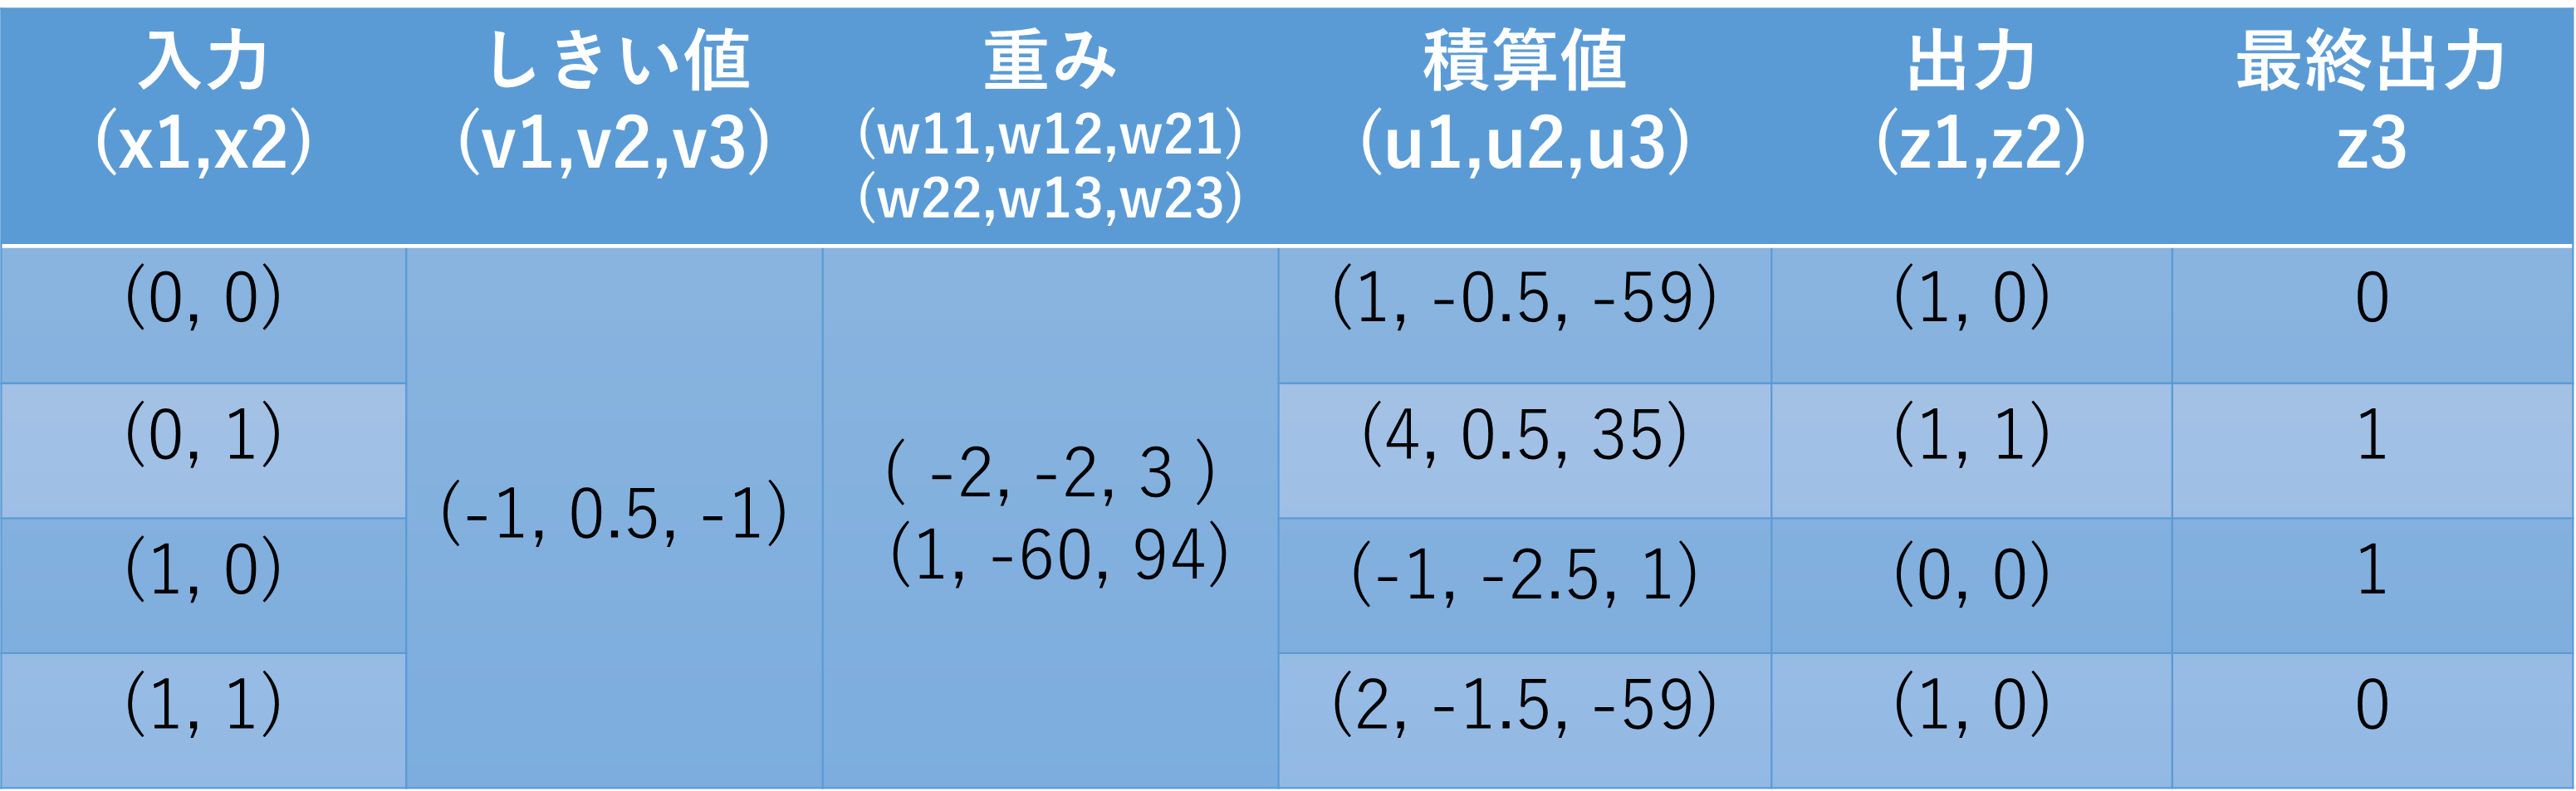 入力 しきい値 重み 積算値 出力 最終出力
(x1,x2) (v1,v2,v3) (w11,w12,w21) (u1,u2,u3) (z1,z2) z3
(w22,w13,w23)
(0, 0) (1, -0.5, -59) (1, 0) 0
(0, 1) (4, 0.5, 35) (1, 1) 1
(-1, 0.5, -1) ( -2, -2, 3 )
(1, -60, 94)
(1, 0) (-1, -2.5, 1) (0, 0) 1
(1, 1) (2, -1.5, -59) (1, 0) 0